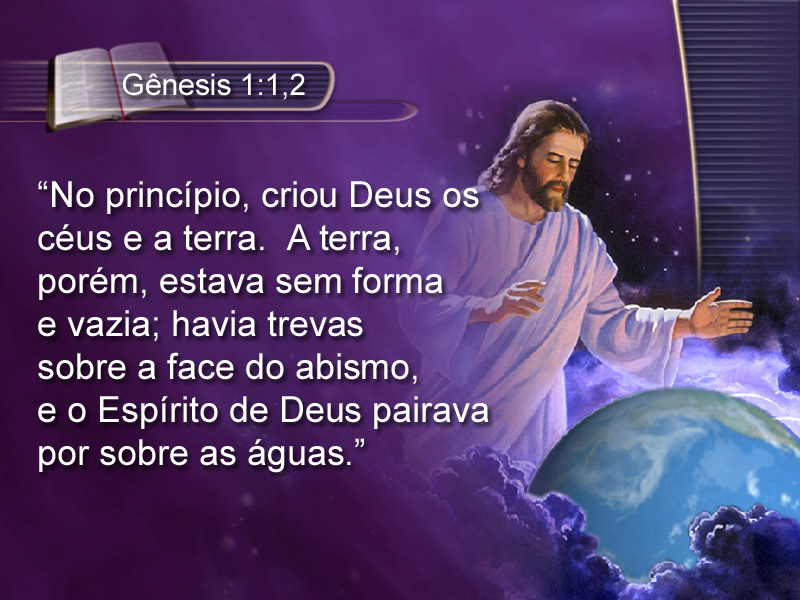 Gênesis 1:1,2
“No princípio, criou Deus os
céus e a terra.  A terra,
porém, estava sem forma
e vazia; havia trevas
sobre a face do abismo,
e o Espírito de Deus pairava
por sobre as águas.”